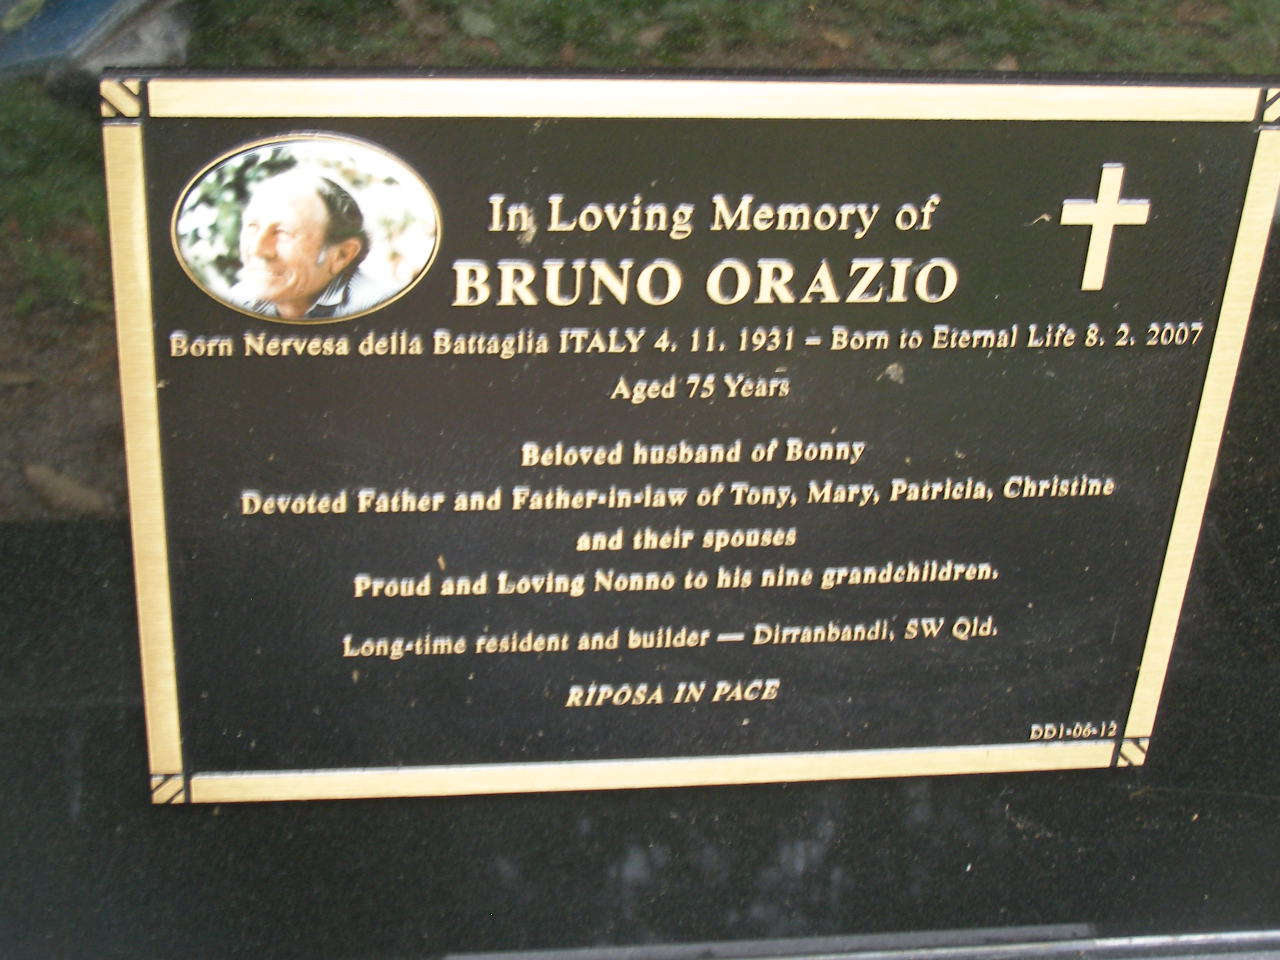 In Loving Memory of
BRUNO ORAZIO
Born Nervesa della Battaglia ITALY 4. 11. 1931 – Born to Eternal Life 8. 2. 2007
Aged 75 Years
Beloved husband of Bonny
Devoted Father and Father-in-law of Tony, Mary, Patricia, Christine
and their spouses
Proud and Loving Nonno to his nine grandchildren.
Long-time resident and builder — Dirranbandi, SW Qld.
RIPOSA IN PACE
DD1-06-12